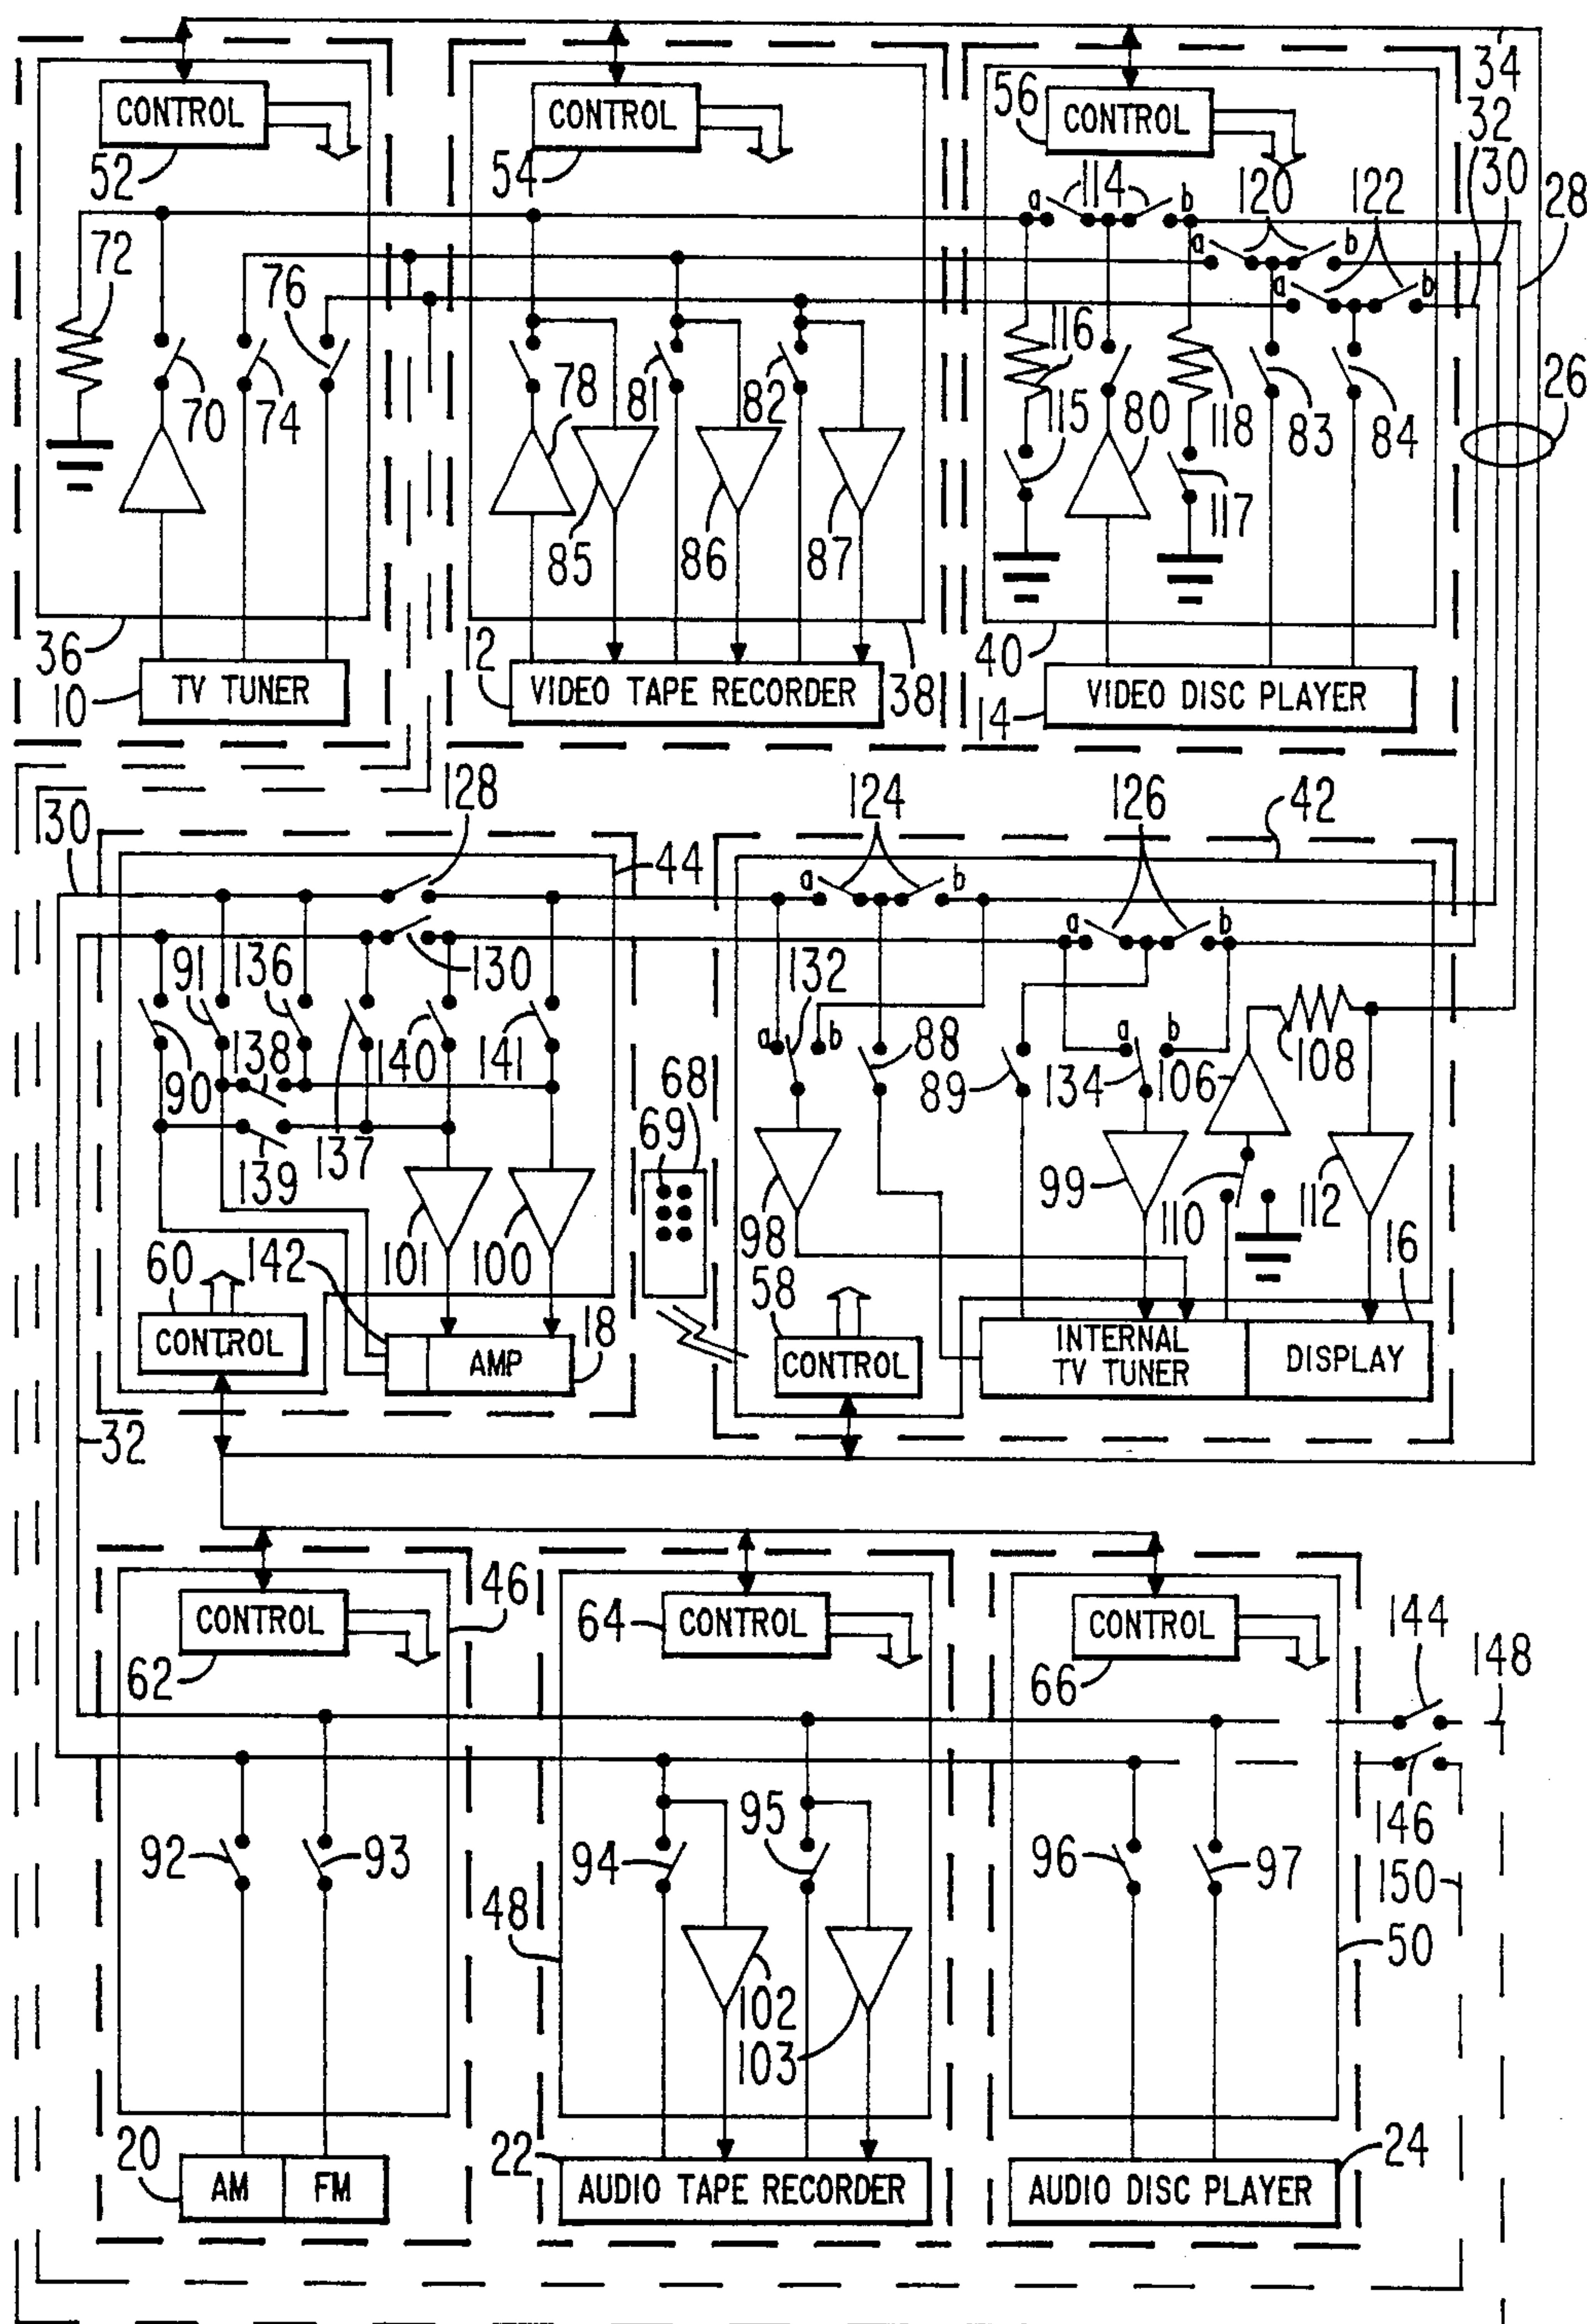 34
CONTROL
CONTROL
56
CONTROL
32
52
54
130
a
114
b
120
122
28
72
a
b
76
a
b
116
26
70
74
78
81
82
115
80
118
83
84
85
86
87
117
36
12
40
10
TV TUNER
VIDEO TAPE RECORDER
38
14
VIDEO DISC PLAYER
128
124
126
42
130
44
a
b
a
b
91
136
130
132
138
a
b
88
a
b
90
140
141
68
89
134
106
108
139
137
69
99
110
112
98
60
142
101
100
58
16
CONTROL
AMP
18
CONTROL
INTERNAL TV TUNER
DISPLAY
32
CONTROL
46
64
CONTROL
CONTROL
144
148
62
66
92
93
94
95
96
97
146
150
48
50
102
103
20
22
24
AM
FM
AUDIO TAPE RECORDER
AUDIO DISC PLAYER